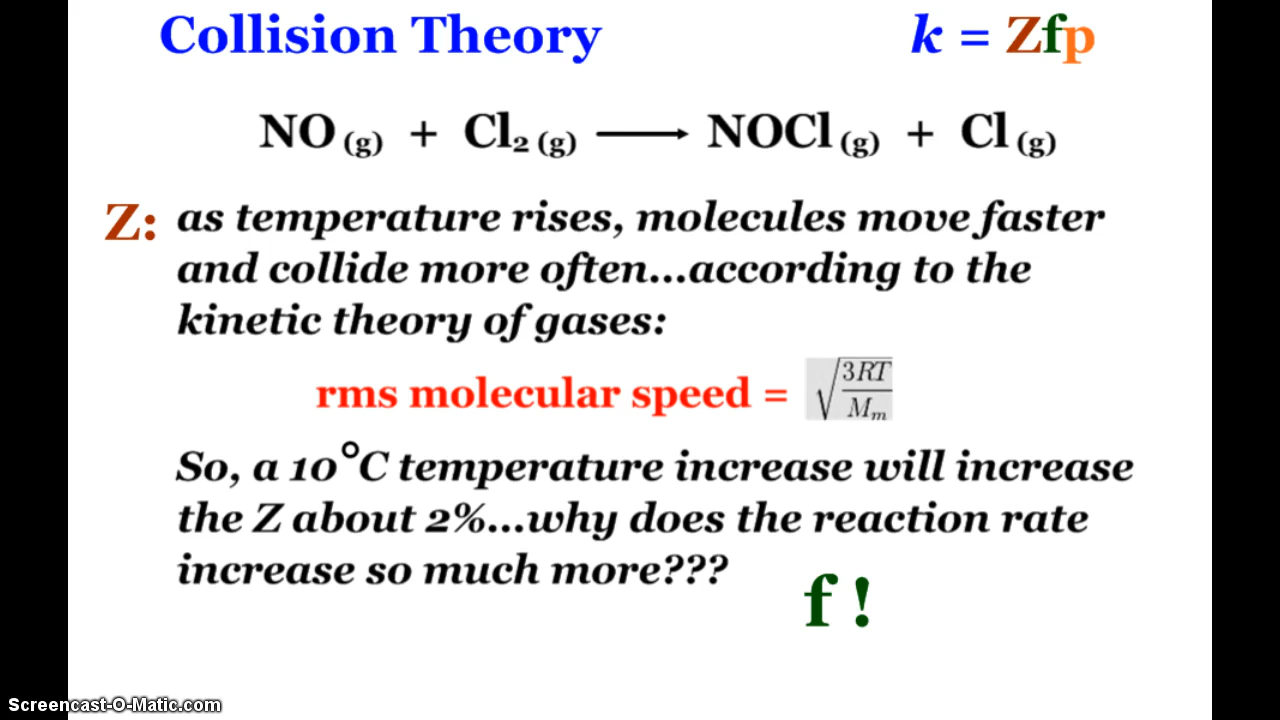 Collision Theory k = Zfp
NO (g) + Cl2 (g) ⟶ NOCl (g) + Cl (g)
Z: as temperature rises, molecules move faster
and collide more often...according to the
kinetic theory of gases:
rms molecular speed = √(3RT/Mm)
So, a 10°C temperature increase will increase
the Z about 2%...why does the reaction rate
increase so much more???
f !
Screencast-O-Matic.com